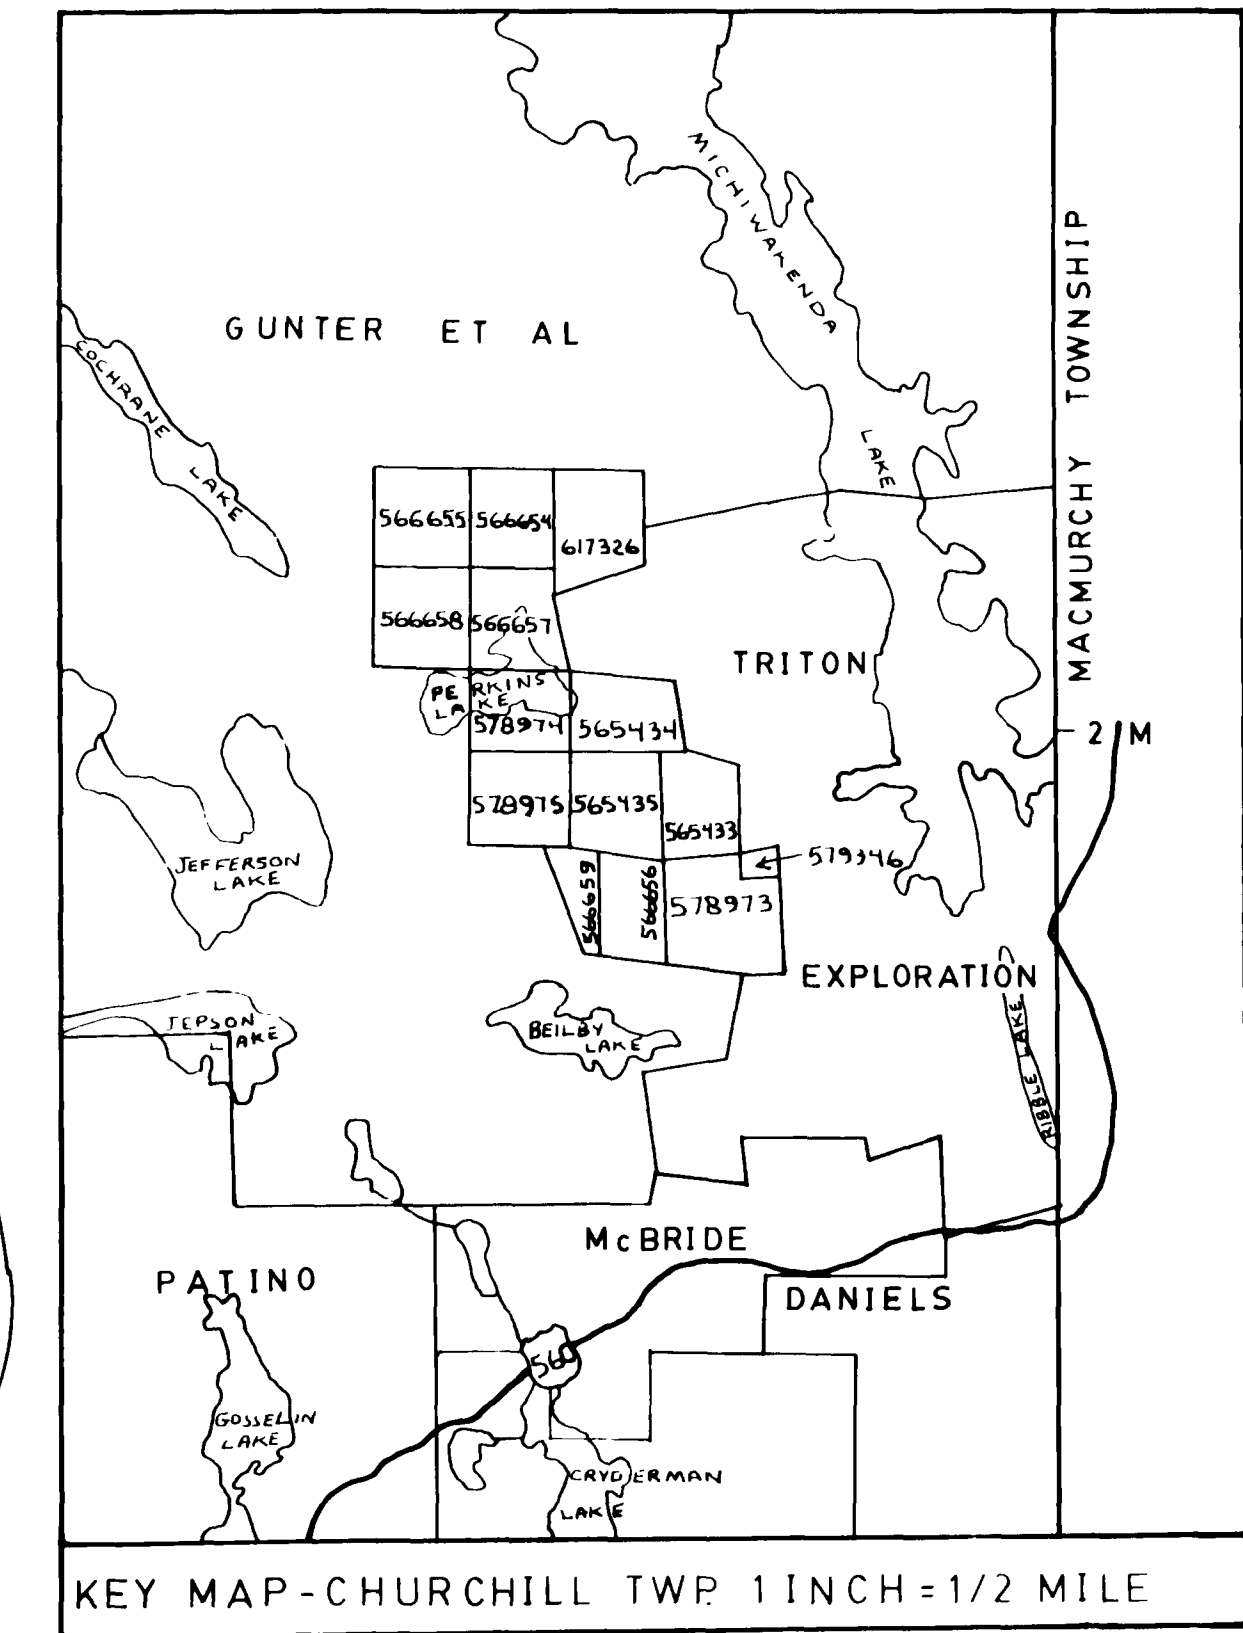 MICHIWAKENDA
LAKE
MACMURCHY TOWNSHIP
GUNTER ET AL
COCHRANE
LAKE
566655
566654
617326
566658
566657
TRITON
PERKINS
LAKE
578974
565434
2 M
578975
565435
565433
579346
JEFFERSON
LAKE
566659
566656
578973
EXPLORATION
JEPSON
LAKE
BEILBY
LAKE
RIBBLE LAKE
McBRIDE
PATINO
DANIELS
560
GOSSELIN
LAKE
CRYDERMAN
LAKE
KEY MAP-CHURCHILL TWP. 1 INCH=1/2 MILE